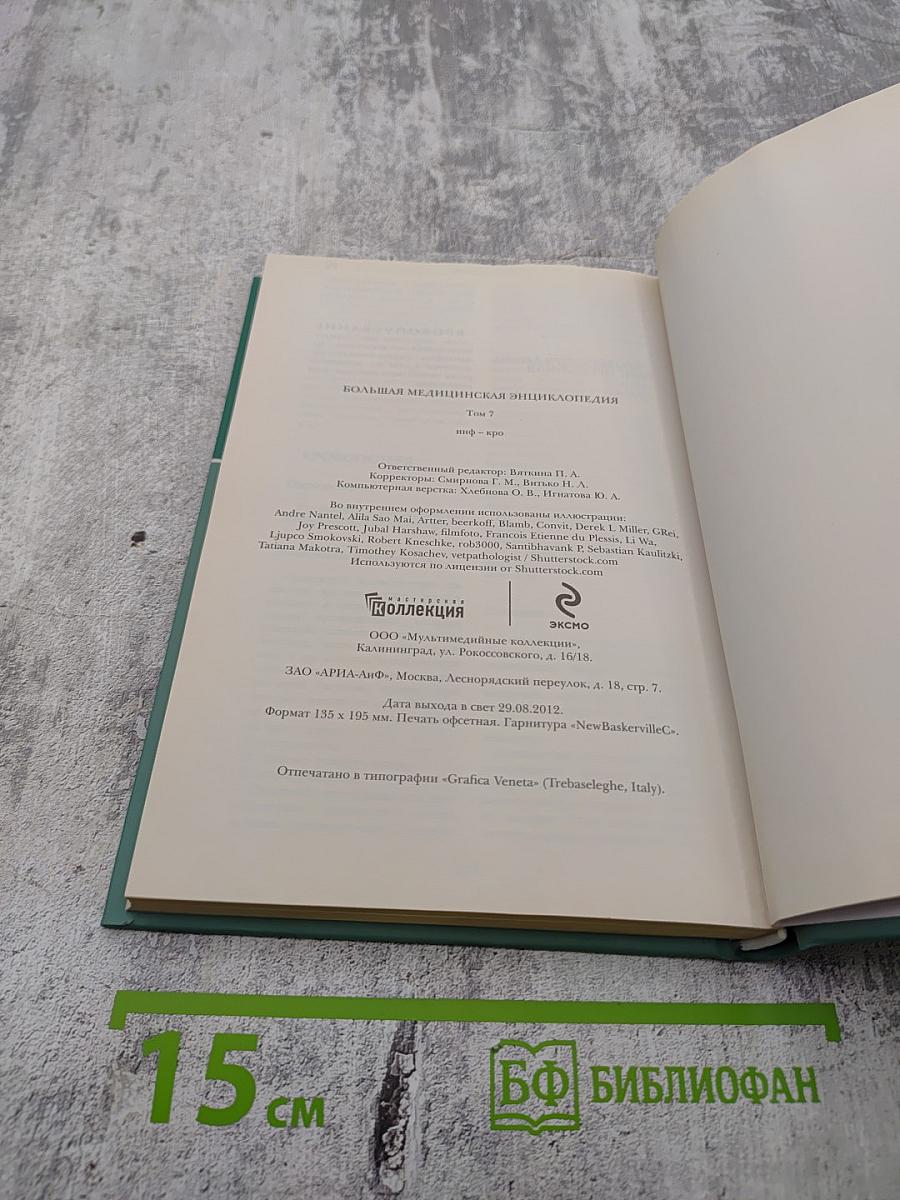 БОЛЬШАЯ МЕДИЦИНСКАЯ ЭНЦИКЛОПЕДИЯ
Том 7
инф – кро
Ответственный редактор: Вяткина П. А.
Корректоры: Смирнова Г. М., Витько Н. Л.
Компьютерная верстка: Хлебнова О. В., Игнатова Ю. А.
Во внутреннем оформлении использованы иллюстрации:
Andre Nantel, Alila Sao Mai, Artter, beerkoff, Blamb, Convit, Derek L Miller, GRei,
Joy Prescott, Jubal Harshaw, filmfoto, Francois Etienne du Plessis, Li Wa,
Ljupco Smokovski, Robert Kneschke, rob3000, Santibhavank P, Sebastian Kaulitzki,
Tatiana Makotra, Timothey Kosachev, vetpathologist / Shutterstock.com
Используются по лицензии от Shutterstock.com
мастерская
Коллекция
ЭКСМО
ООО «Мультимедийные коллекции»,
Калининград, ул. Рокоссовского, д. 16/18.
ЗАО «АРИА-АиФ», Москва, Леснорядский переулок, д. 18, стр. 7.
Дата выхода в свет 29.08.2012.
Формат 135 х 195 мм. Печать офсетная. Гарнитура «NewBaskervilleC».
Отпечатано в типографии «Grafica Veneta» (Trebaseleghe, Italy).
15 см
БФ БИБЛИОФАН